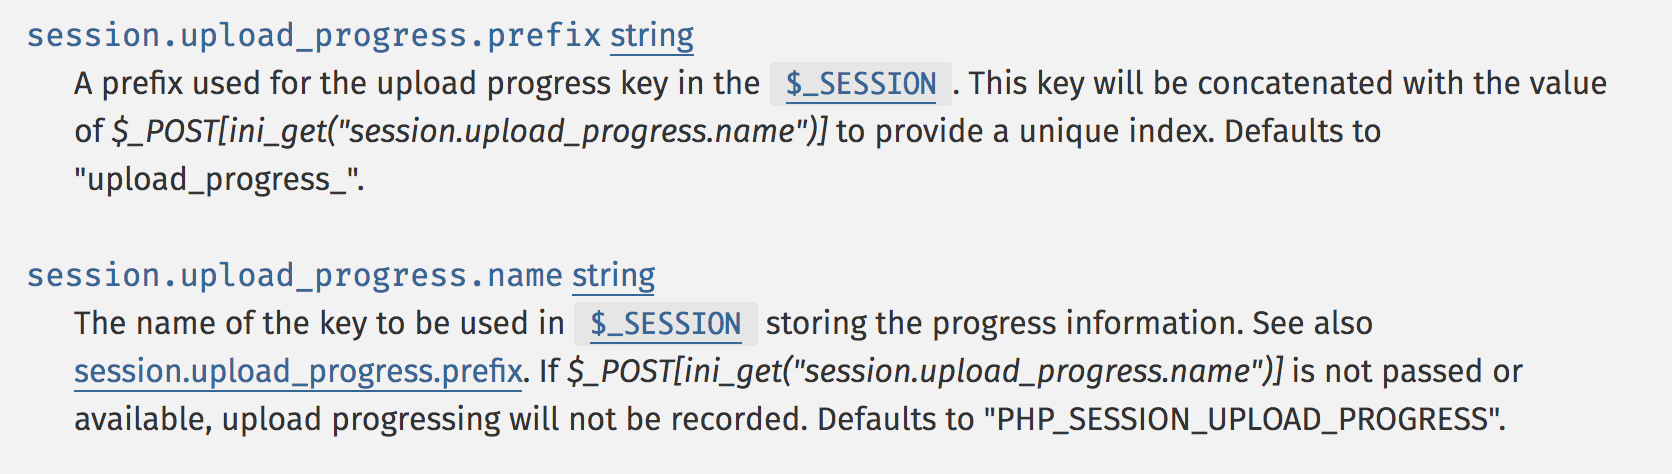 session.upload_progress.prefix string
A prefix used for the upload progress key in the $_SESSION . This key will be concatenated with the value
of $_POST[ini_get("session.upload_progress.name")] to provide a unique index. Defaults to
"upload_progress_".
session.upload_progress.name string
The name of the key to be used in $_SESSION storing the progress information. See also
session.upload_progress.prefix. If $_POST[ini_get("session.upload_progress.name")] is not passed or
available, upload progressing will not be recorded. Defaults to "PHP_SESSION_UPLOAD_PROGRESS".